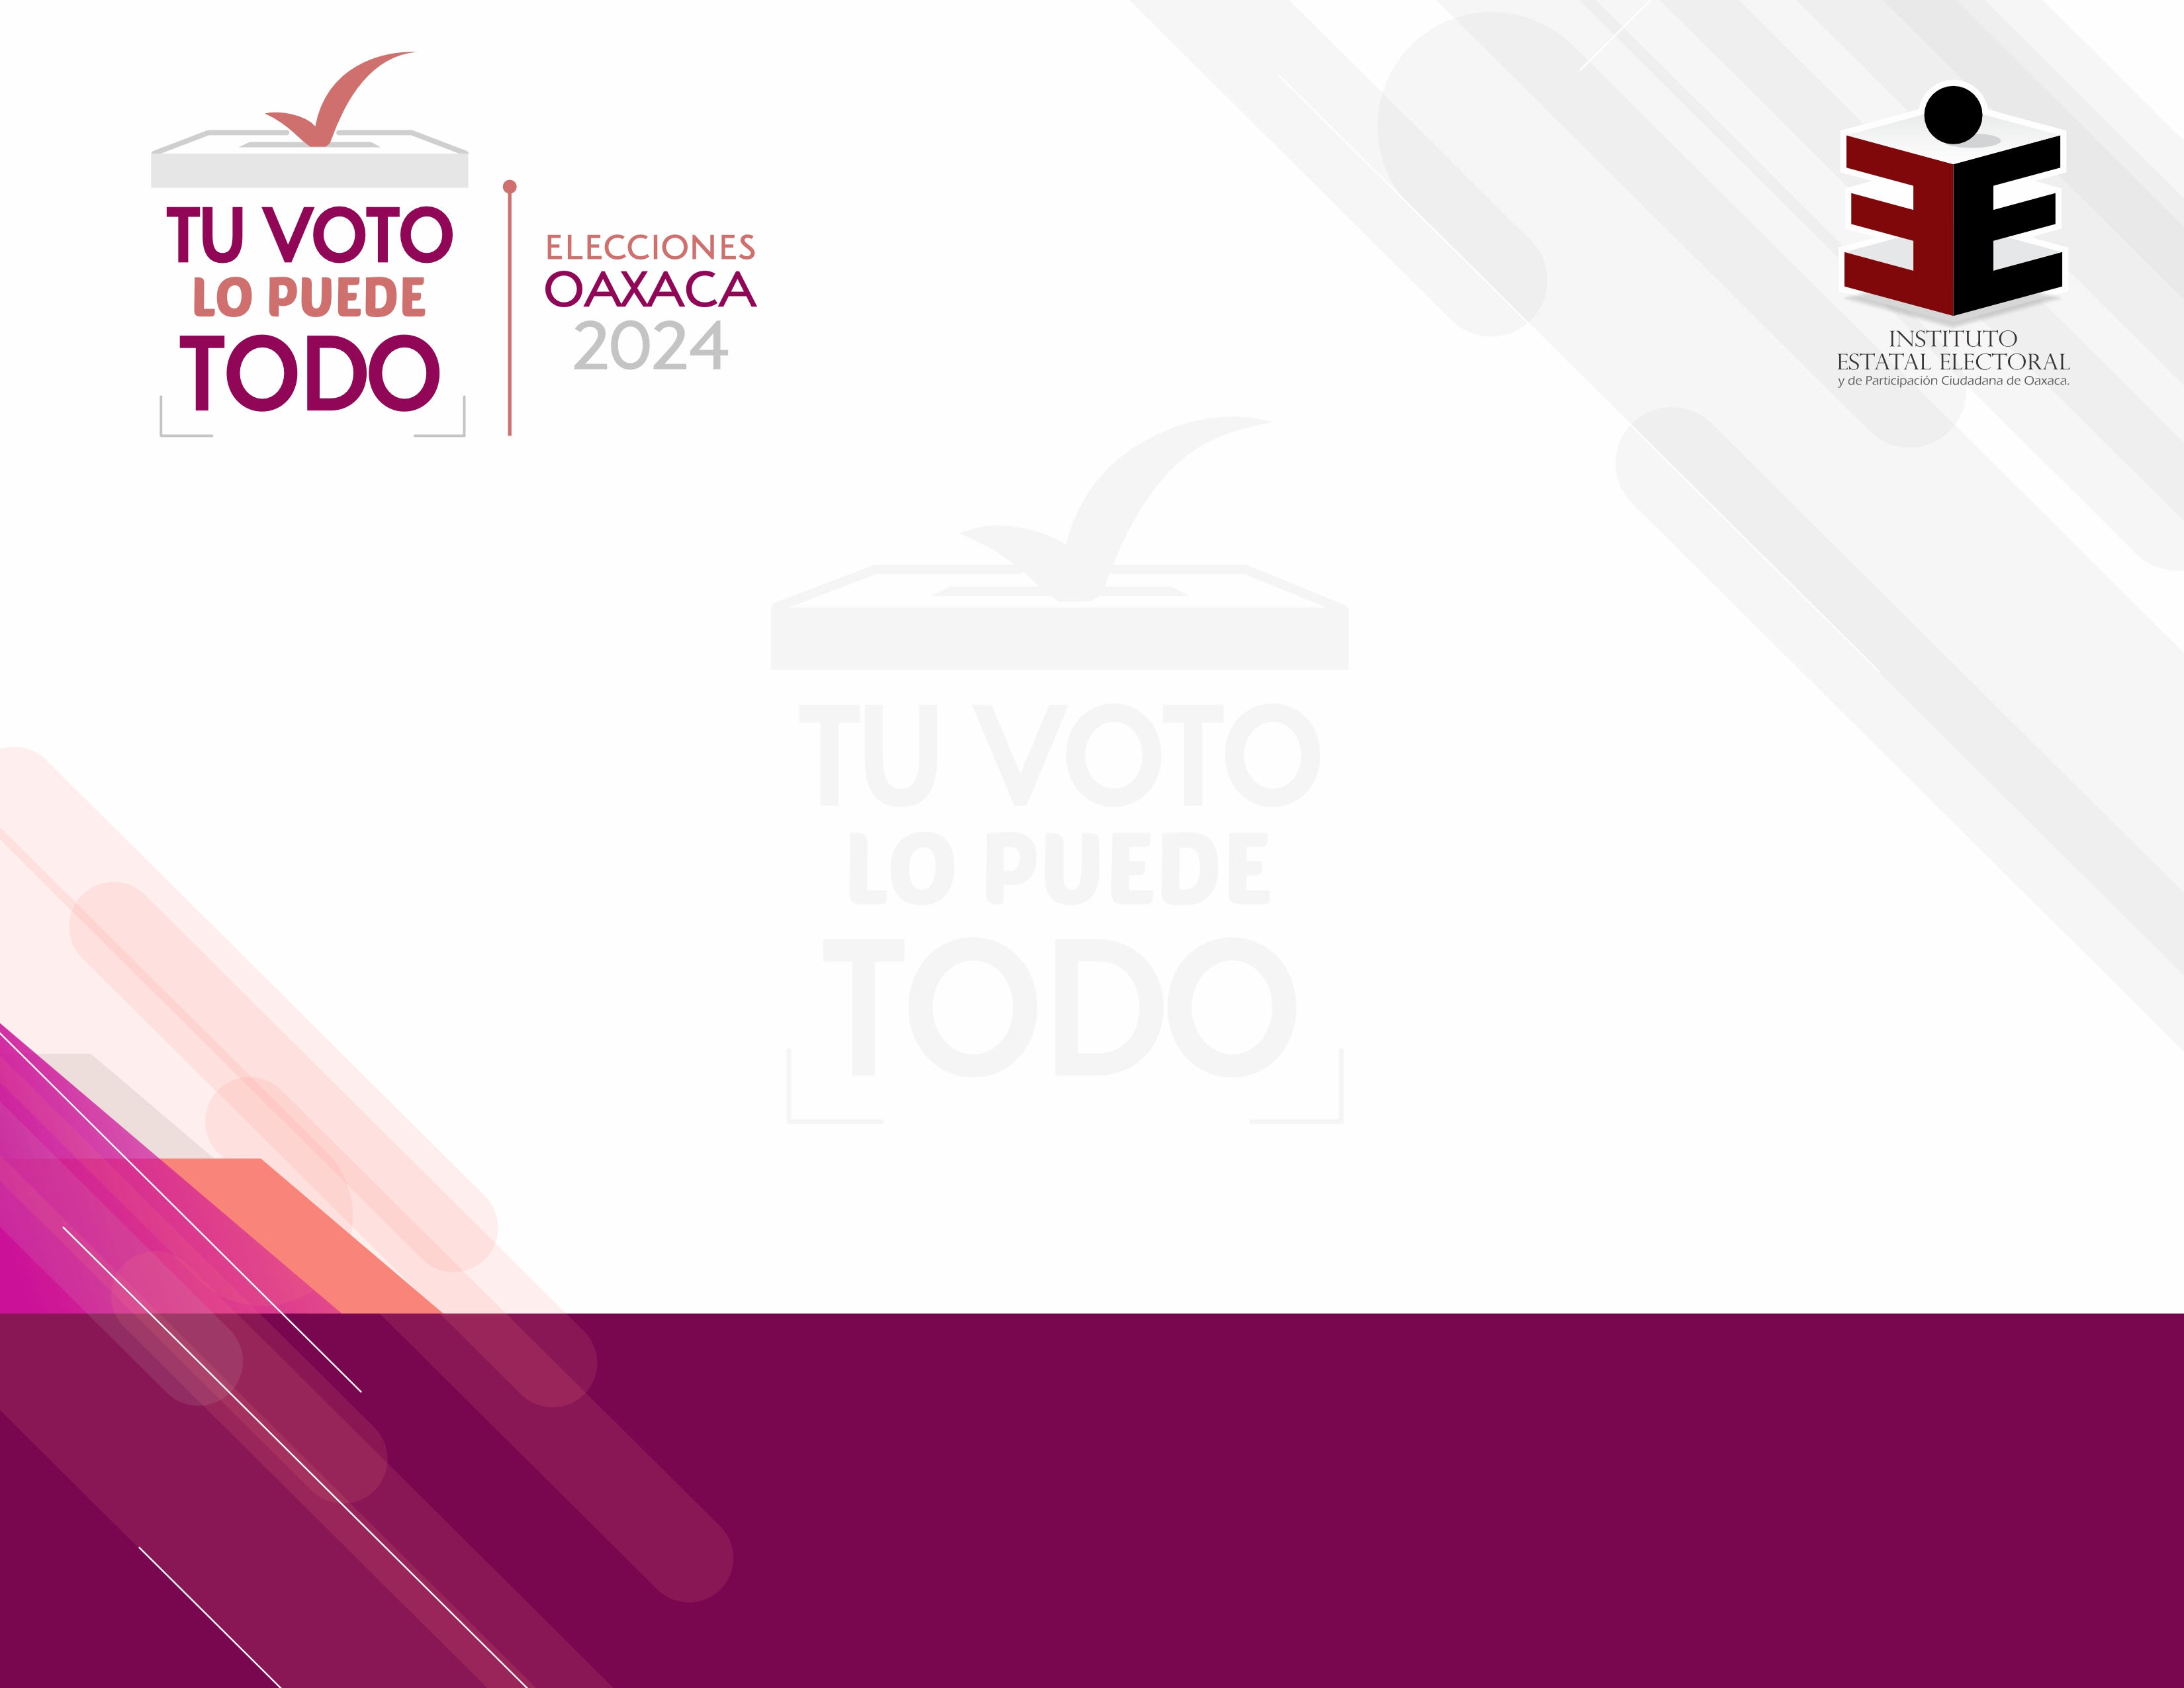 TU VOTO
LO PUEDE
TODO
ELECCIONES
OAXACA
2024
INSTITUTO
ESTATAL ELECTORAL
y de Participación Ciudadana de Oaxaca.
TU VOTO
LO PUEDE
TODO